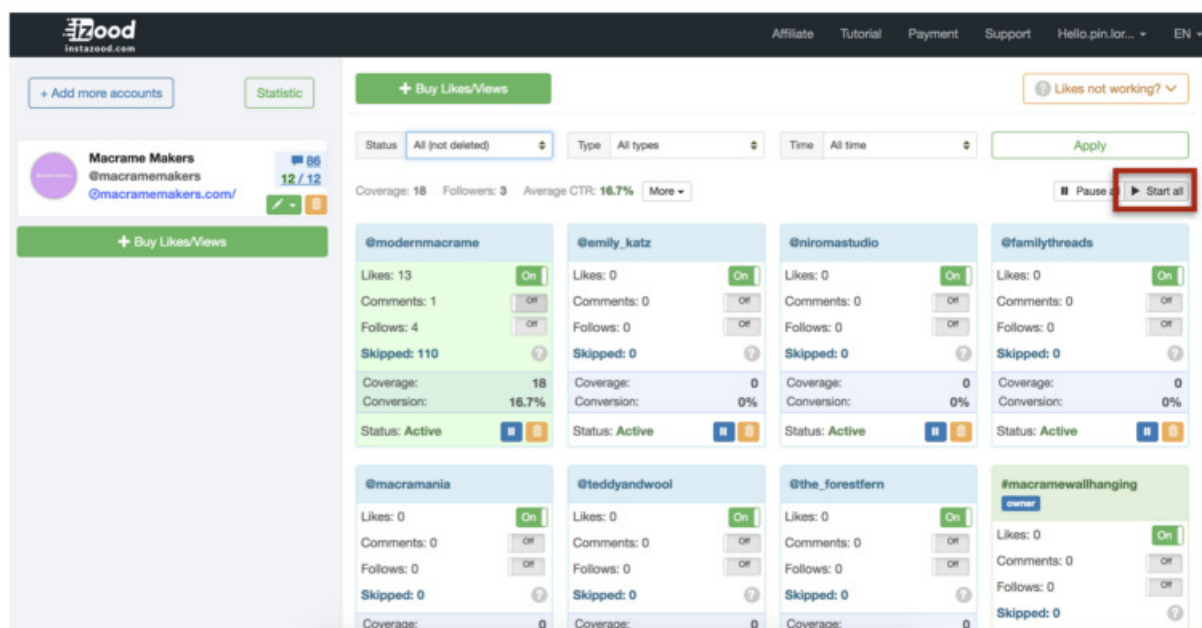 izood
instazood.com
Affiliate Tutorial Payment Support Hello.pin.lor... EN
+ Add more accounts
Statistic
Macrame Makers
@macramemakers
@macramemakers.com/
86
12 / 12
+ Buy Likes/Views
+ Buy Likes/Views
? Likes not working?
Status All (not deleted) Type All types Time All time Apply
Coverage: 18 Followers: 3 Average CTR: 16.7% More Pause all Start all
@modernmacrame
Likes: 13 On
Comments: 1 Off
Follows: 4 Off
Skipped: 110 ?
Coverage: 18
Conversion: 16.7%
Status: Active
@emily_katz
Likes: 0 On
Comments: 0 Off
Follows: 0 Off
Skipped: 0 ?
Coverage: 0
Conversion: 0%
Status: Active
@niromastudio
Likes: 0 On
Comments: 0 Off
Follows: 0 Off
Skipped: 0 ?
Coverage: 0
Conversion: 0%
Status: Active
@familythreads
Likes: 0 On
Comments: 0 Off
Follows: 0 Off
Skipped: 0 ?
Coverage: 0
Conversion: 0%
Status: Active
@macramania
Likes: 0 On
Comments: 0 Off
Follows: 0 Off
Skipped: 0 ?
Coverage: 0
@teddyandwool
Likes: 0 On
Comments: 0 Off
Follows: 0 Off
Skipped: 0 ?
Coverage: 0
@the_forestfern
Likes: 0 On
Comments: 0 Off
Follows: 0 Off
Skipped: 0 ?
Coverage: 0
#macramewallhanging
owner
Likes: 0 On
Comments: 0 Off
Follows: 0 Off
Skipped: 0 ?